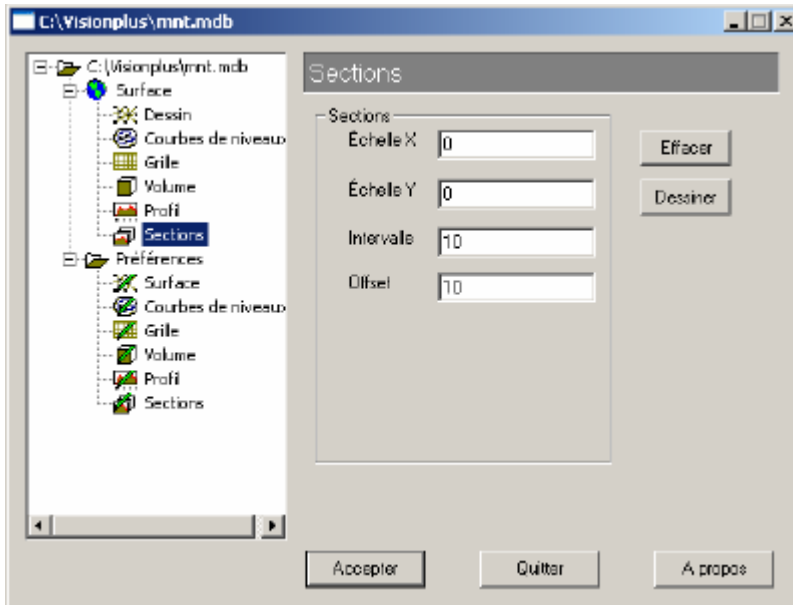 C:\Visionplus\mnt.mdb
C:\Visionplus\mnt.mdb
Surface
Dessin
Courbes de niveaux
Grille
Volume
Profil
Sections
Préférences
Surface
Courbes de niveaux
Grille
Volume
Profil
Sections
Sections
Sections
Échelle X 0
Échelle Y 0
Intervalle 10
Offset 10
Effacer
Dessiner
Accepter Quitter A propos